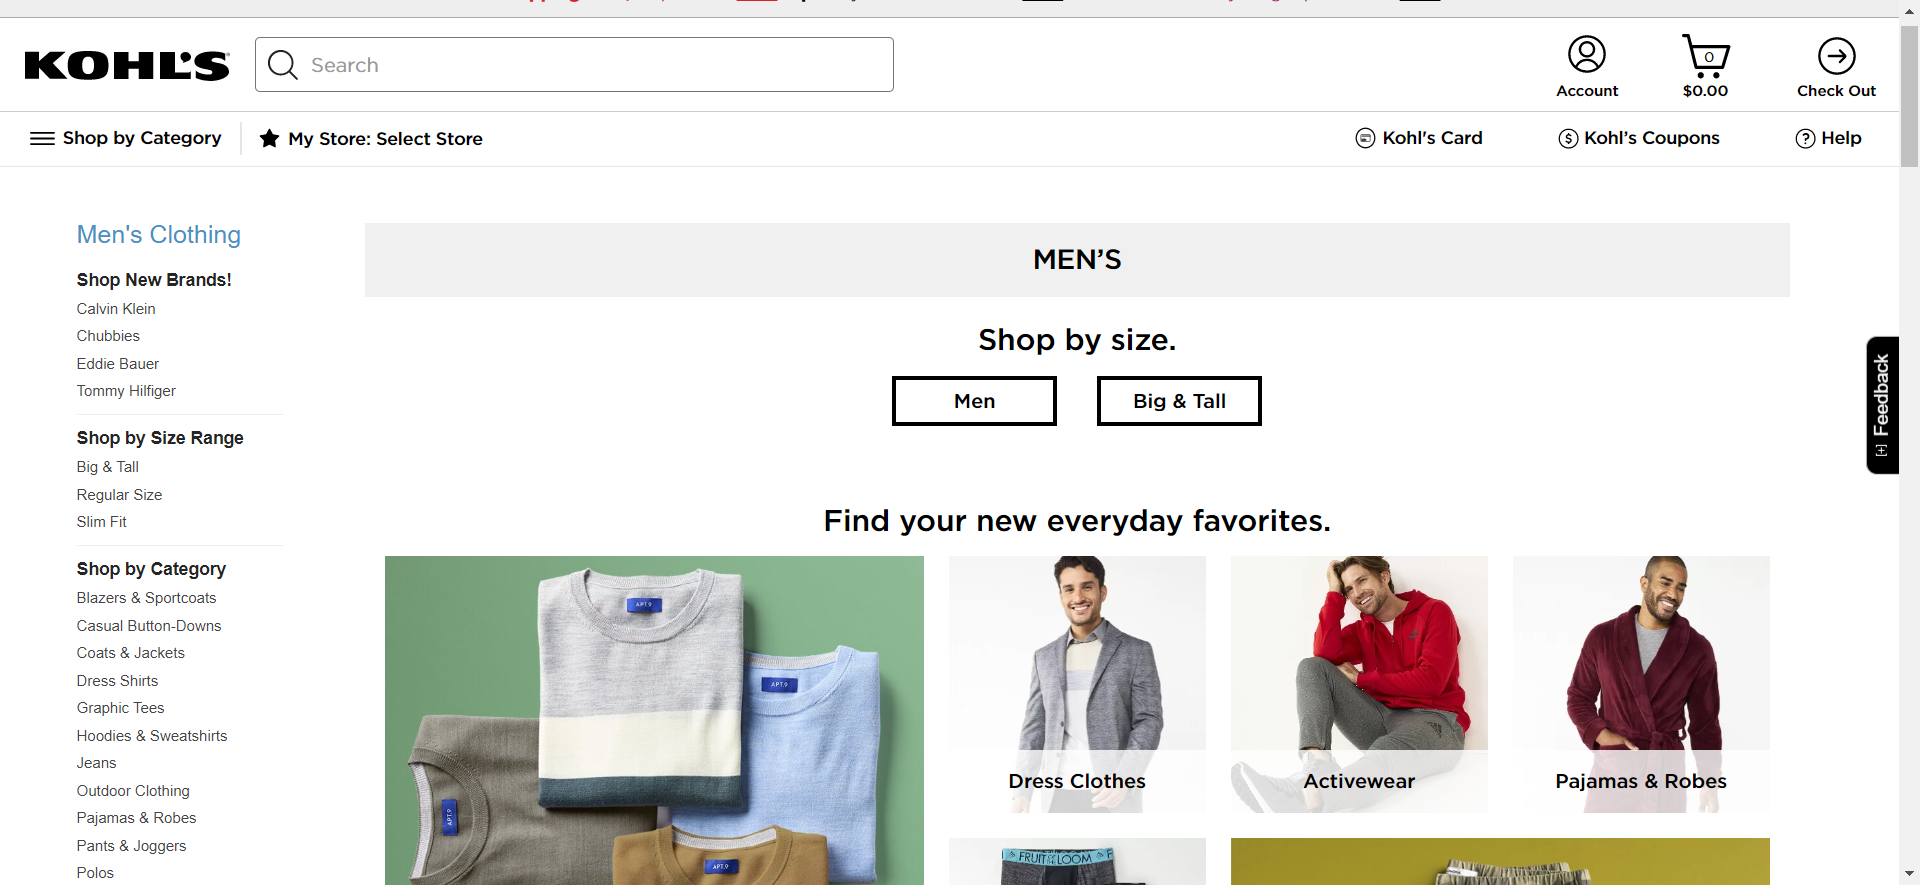 KOHL'S
Search
Account
0
$0.00
Check Out
Shop by Category
My Store: Select Store
Kohl's Card
$
Kohl's Coupons
?
Help
Men's Clothing
Shop New Brands!
Calvin Klein
Chubbies
Eddie Bauer
Tommy Hilfiger
Shop by Size Range
Big & Tall
Regular Size
Slim Fit
Shop by Category
Blazers & Sportcoats
Casual Button-Downs
Coats & Jackets
Dress Shirts
Graphic Tees
Hoodies & Sweatshirts
Jeans
Outdoor Clothing
Pajamas & Robes
Pants & Joggers
Polos
MEN’S
Shop by size.
Men
Big & Tall
Find your new everyday favorites.
APT.9
APT.9
APT.9
APT.9
Dress Clothes
Activewear
Pajamas & Robes
FRUIT OF THE LOOM
[+] Feedback